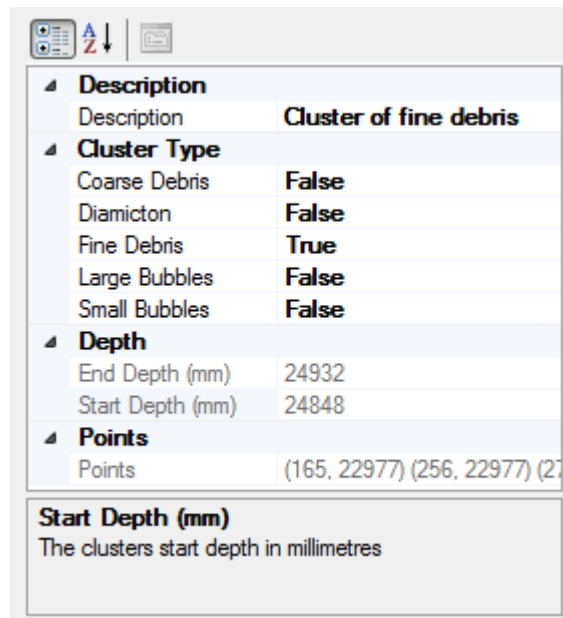 A
Z
Description
Description Cluster of fine debris
Cluster Type
Coarse Debris False
Diamicton False
Fine Debris True
Large Bubbles False
Small Bubbles False
Depth
End Depth (mm) 24932
Start Depth (mm) 24848
Points
Points (165, 22977) (256, 22977) (27
Start Depth (mm)
The clusters start depth in millimetres